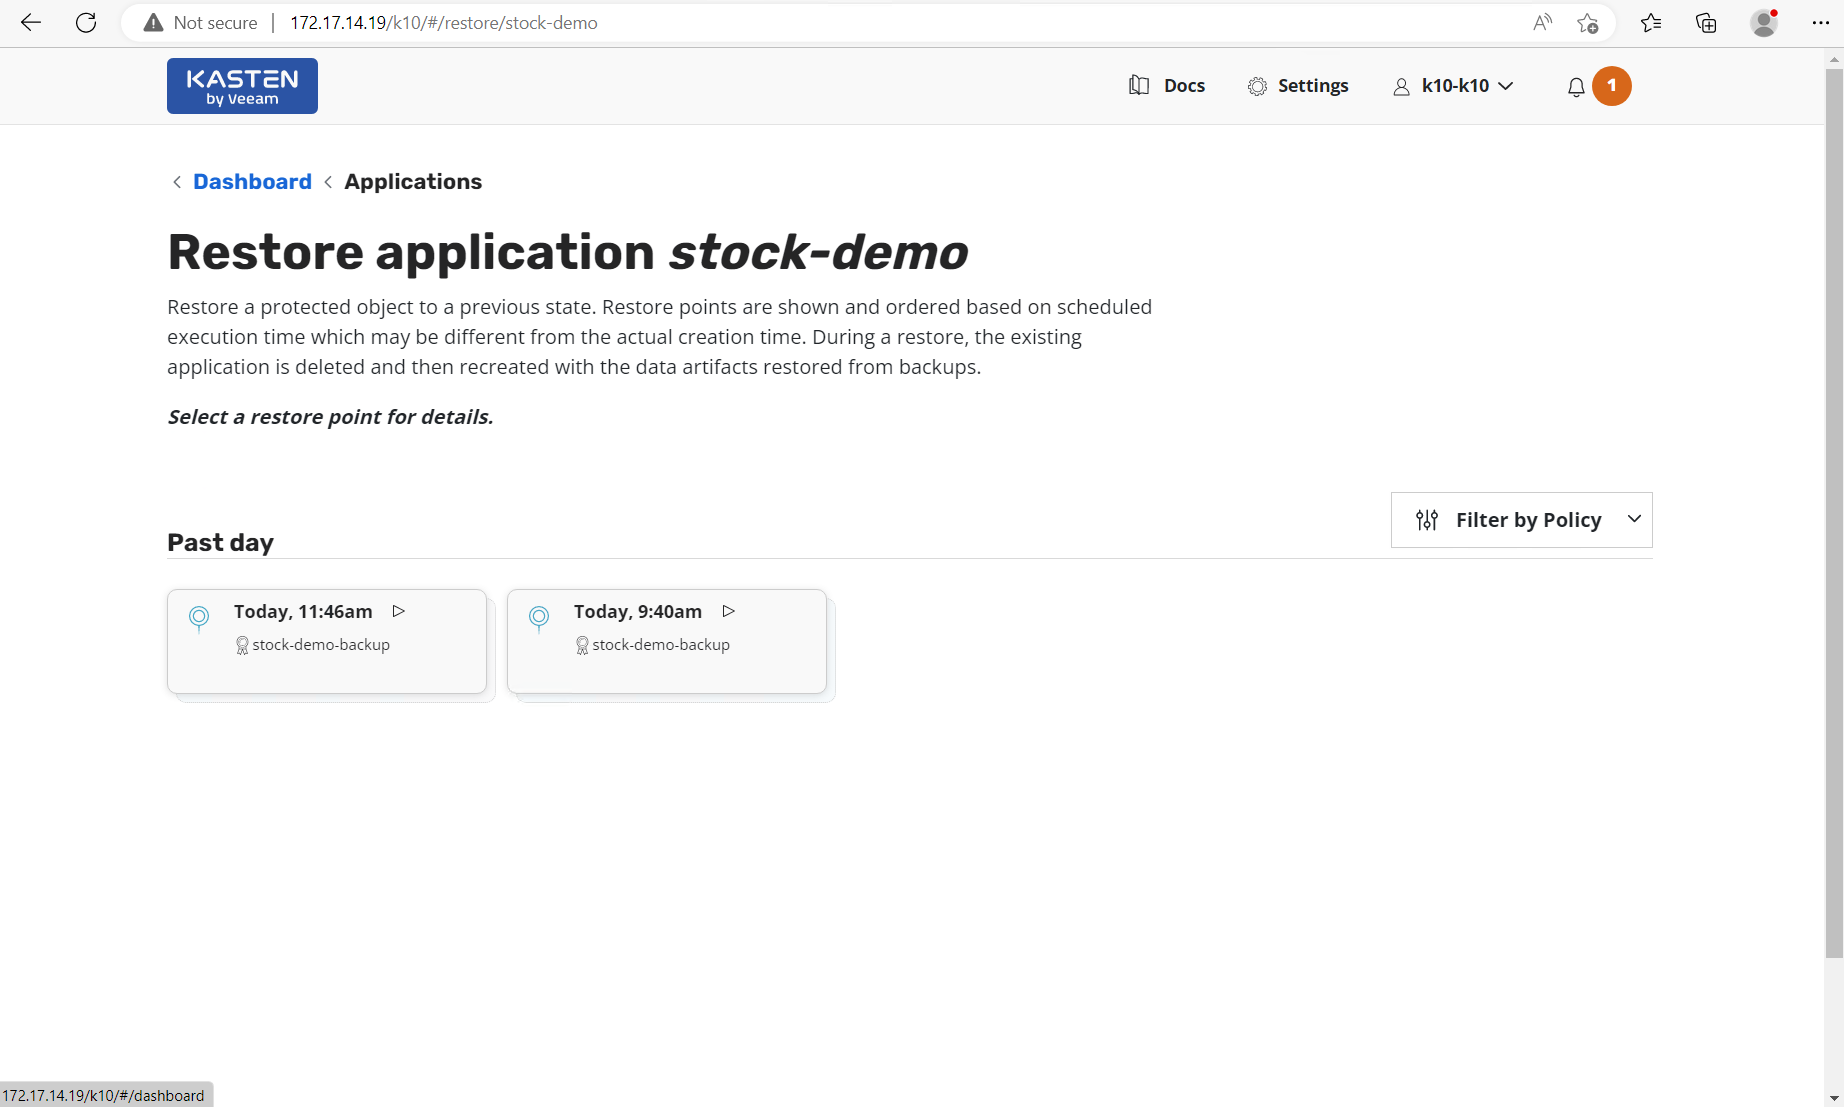 Not secure
172.17.14.19/k10/#/restore/stock-demo
KASTEN
by Veeam
Docs
Settings
k10-k10
1
Dashboard
Applications
Restore application stock-demo
Restore a protected object to a previous state. Restore points are shown and ordered based on scheduled
execution time which may be different from the actual creation time. During a restore, the existing
application is deleted and then recreated with the data artifacts restored from backups.
Select a restore point for details.
Filter by Policy
Past day
Today, 11:46am
stock-demo-backup
Today, 9:40am
stock-demo-backup
172.17.14.19/k10/#/dashboard